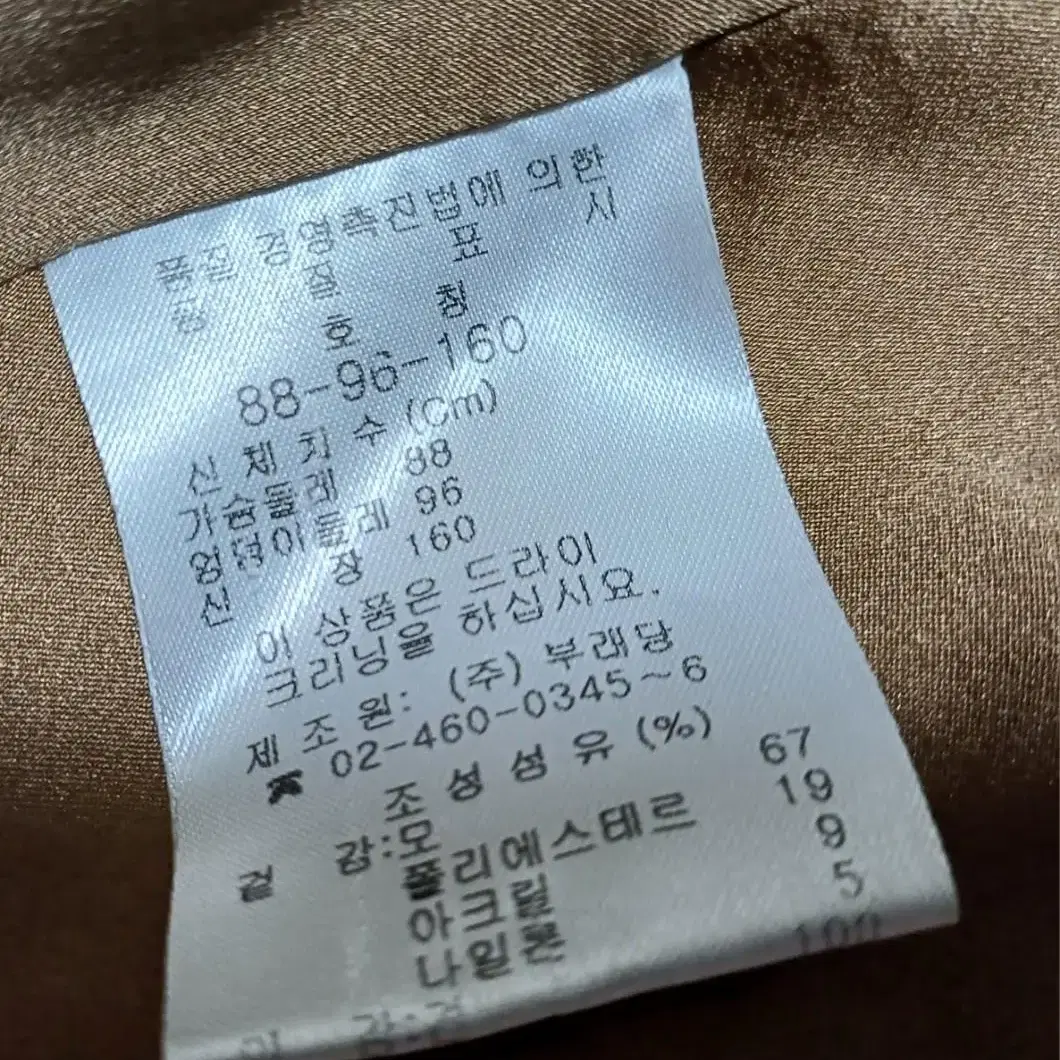 품질경영촉진법에 의한
품 질 표 시
호 칭
88-96-160
신 체 치 수 (Cm)
가슴둘레 88
엉덩이둘레 96
신 장 160
이 상품은 드라이
크리닝을 하십시요.
제 조 원: (주) 부래당
☎ 02-460-0345~6
조 성 섬 유 (%)
겉 감:모 67
폴리에스테르 19
아크릴 9
나일론 5
100